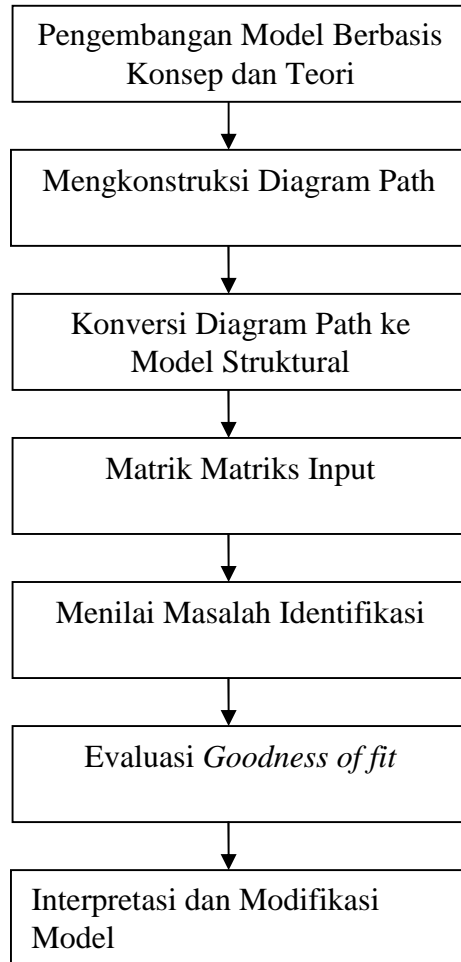 Pengembangan Model Berbasis
Konsep dan Teori
Mengkonstruksi Diagram Path
Konversi Diagram Path ke
Model Struktural
Matrik Matriks Input
Menilai Masalah Identifikasi
Evaluasi Goodness of fit
Interpretasi dan Modifikasi
Model